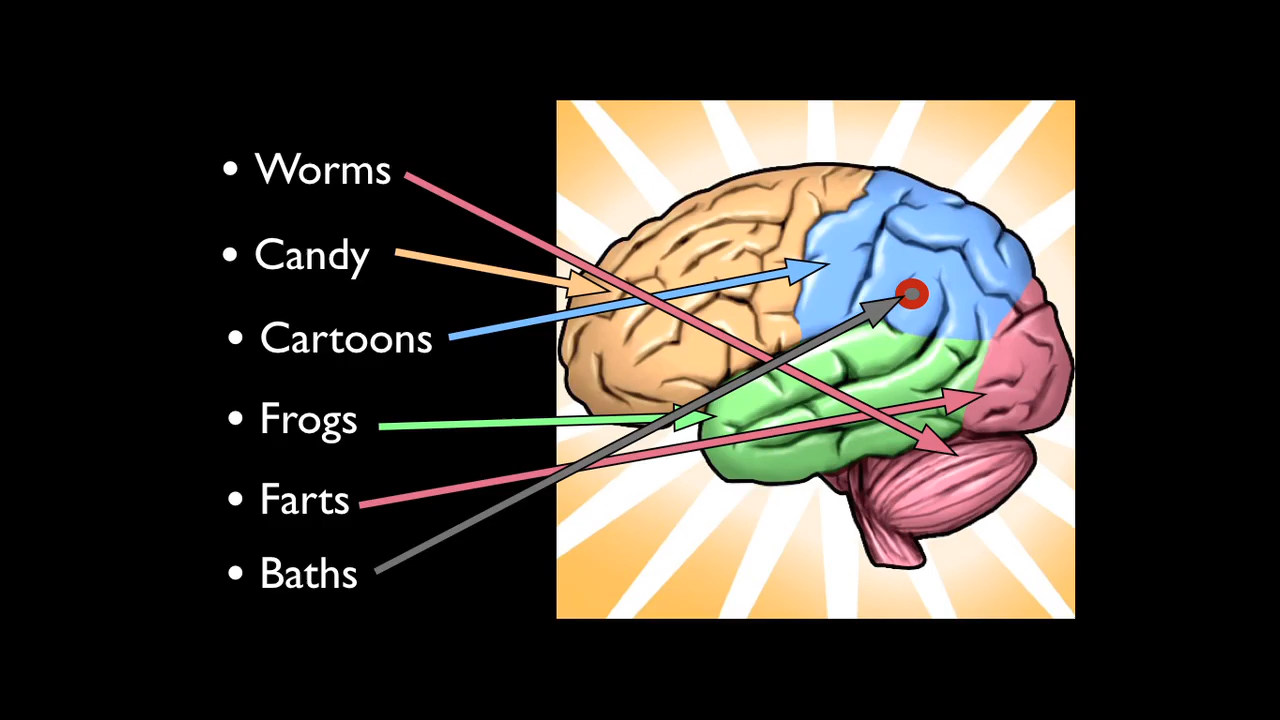 • Worms
• Candy
• Cartoons
• Frogs
• Farts
• Baths